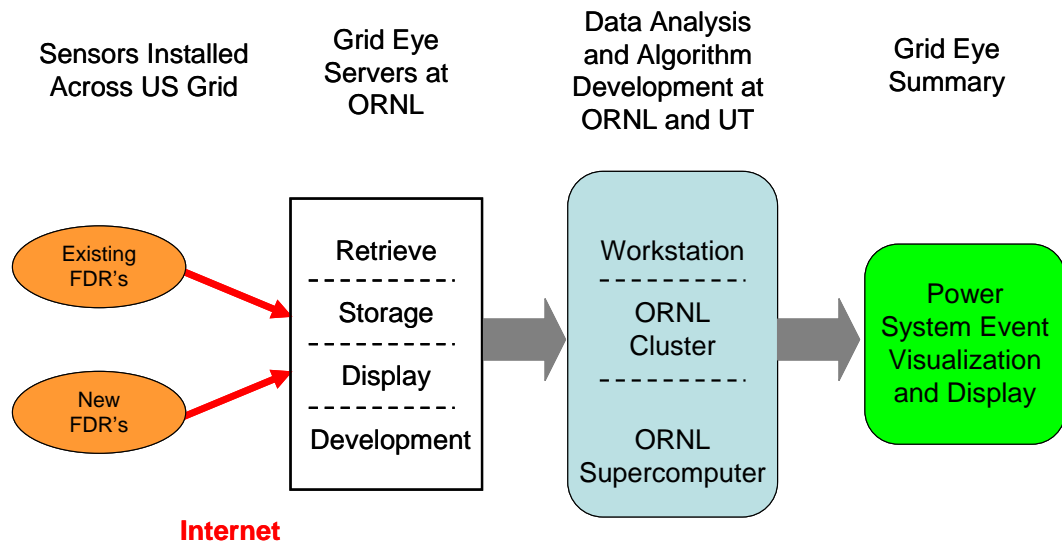 Sensors Installed
Across US Grid
Grid Eye
Servers at
ORNL
Data Analysis
and Algorithm
Development at
ORNL and UT
Grid Eye
Summary
Existing
FDR's
New
FDR's
Internet
Retrieve
Storage
Display
Development
Workstation
ORNL
Cluster
ORNL
Supercomputer
Power
System Event
Visualization
and Display